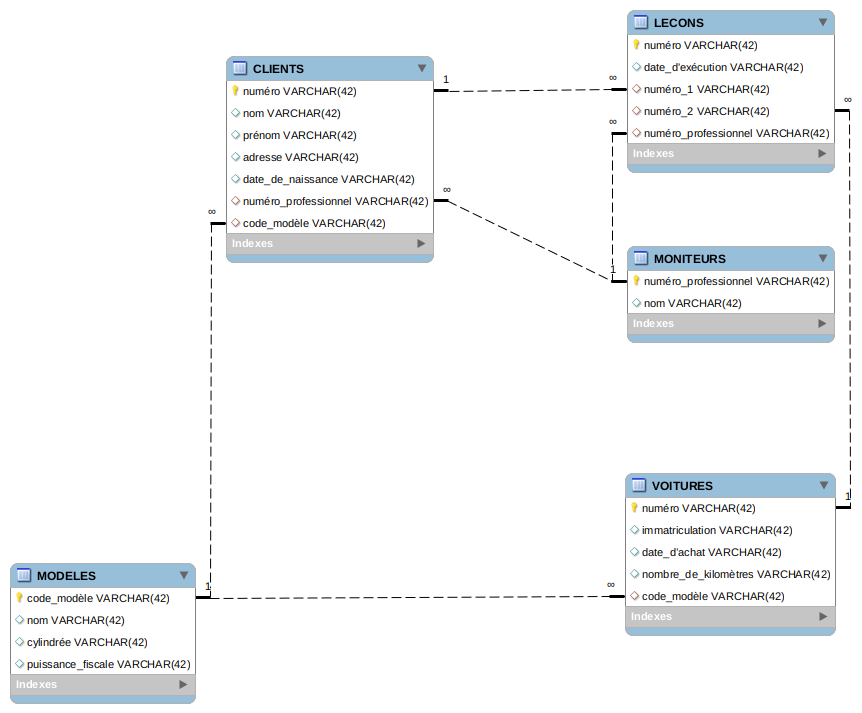 CLIENTS
numéro VARCHAR(42)
nom VARCHAR(42)
prénom VARCHAR(42)
adresse VARCHAR(42)
date_de_naissance VARCHAR(42)
numéro_professionnel VARCHAR(42)
code_modèle VARCHAR(42)
Indexes
1
∞
∞
LECONS
numéro VARCHAR(42)
date_d'exécution VARCHAR(42)
numéro_1 VARCHAR(42)
numéro_2 VARCHAR(42)
numéro_professionnel VARCHAR(42)
Indexes
∞
∞
∞
MONITEURS
numéro_professionnel VARCHAR(42)
nom VARCHAR(42)
Indexes
1
VOITURES
numéro VARCHAR(42)
immatriculation VARCHAR(42)
date_d'achat VARCHAR(42)
nombre_de_kilomètres VARCHAR(42)
code_modèle VARCHAR(42)
Indexes
1
∞
MODELES
code_modèle VARCHAR(42)
nom VARCHAR(42)
cylindrée VARCHAR(42)
puissance_fiscale VARCHAR(42)
Indexes
1